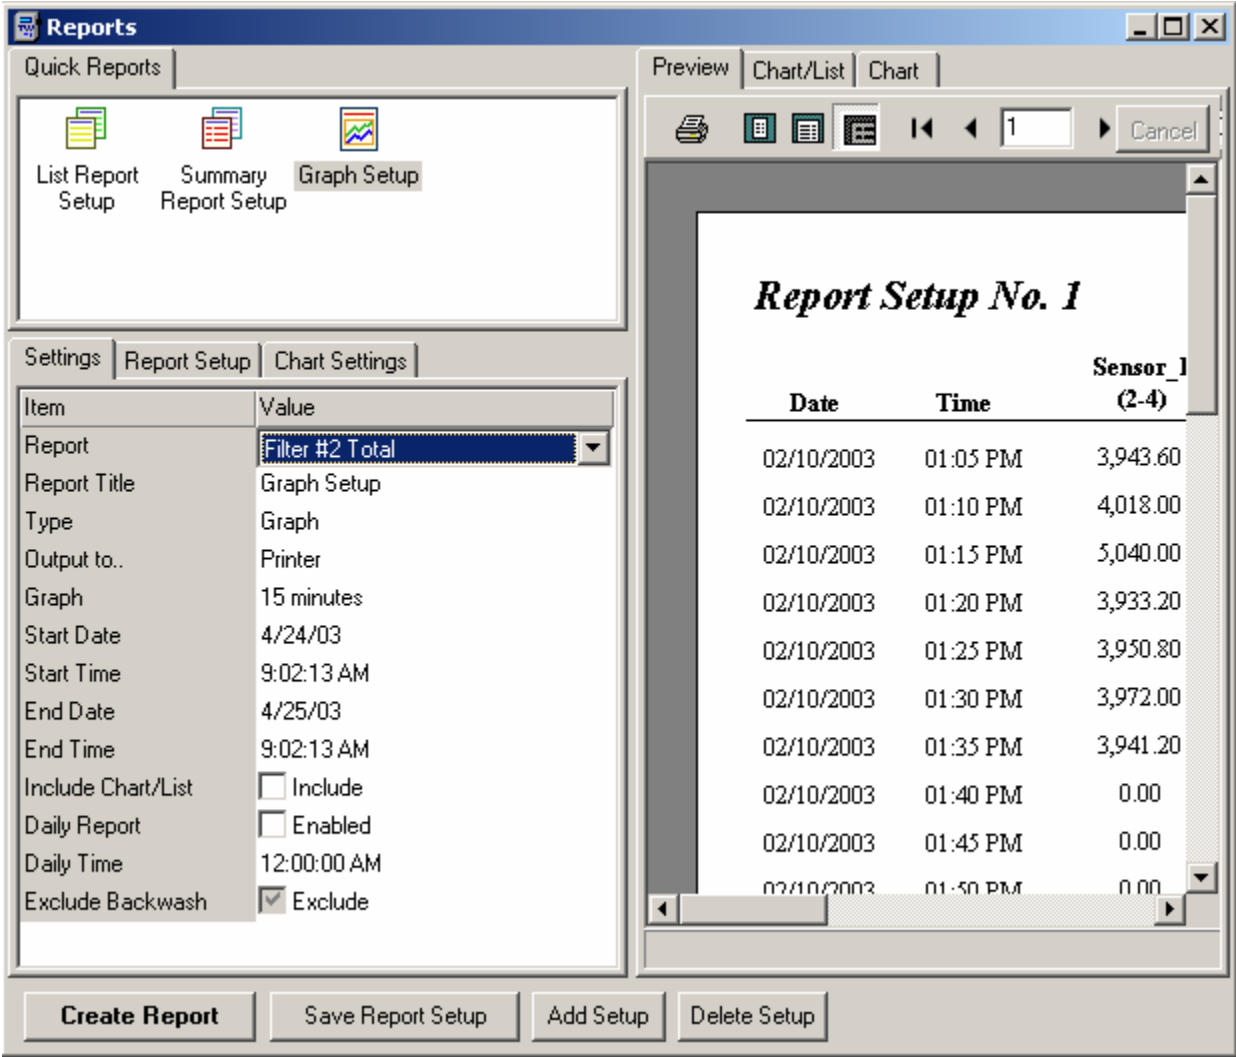 Reports
Quick Reports
List Report Setup
Summary Report Setup
Graph Setup
Settings Report Setup Chart Settings
Item Value
Report Filter #2 Total
Report Title Graph Setup
Type Graph
Output to.. Printer
Graph 15 minutes
Start Date 4/24/03
Start Time 9:02:13 AM
End Date 4/25/03
End Time 9:02:13 AM
Include Chart/List Include
Daily Report Enabled
Daily Time 12:00:00 AM
Exclude Backwash Exclude
Preview Chart/List Chart
1 Cancel
Report Setup No. 1
Sensor_1
Date Time (2-4)
02/10/2003 01:05 PM 3,943.60
02/10/2003 01:10 PM 4,018.00
02/10/2003 01:15 PM 5,040.00
02/10/2003 01:20 PM 3,933.20
02/10/2003 01:25 PM 3,950.80
02/10/2003 01:30 PM 3,972.00
02/10/2003 01:35 PM 3,941.20
02/10/2003 01:40 PM 0.00
02/10/2003 01:45 PM 0.00
02/10/2003 01:50 PM 0.00
Create Report Save Report Setup Add Setup Delete Setup